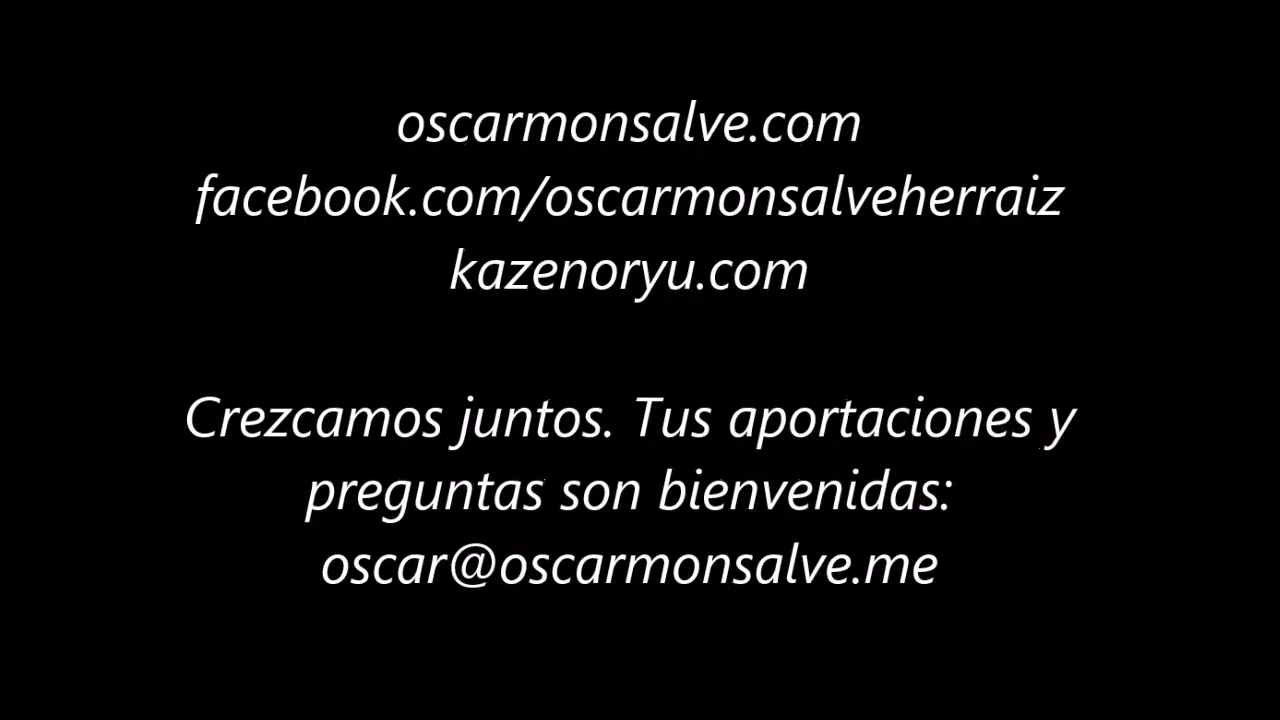 oscarmonsalve.com
facebook.com/oscarmonsalveherraiz
kazenoryu.com
Crezcamos juntos. Tus aportaciones y
preguntas son bienvenidas:
oscar@oscarmonsalve.me